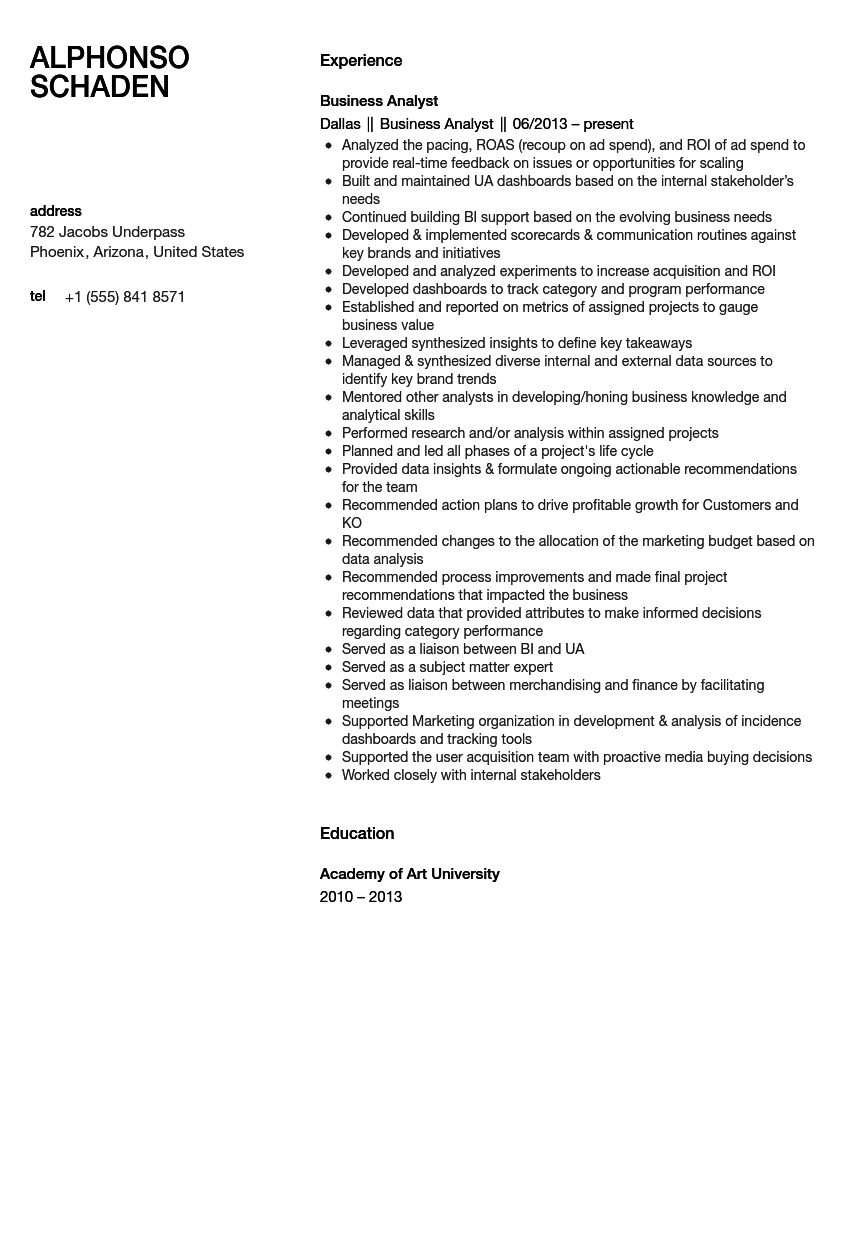 ALPHONSO
SCHADEN
address
782 Jacobs Underpass
Phoenix, Arizona, United States
tel +1 (555) 841 8571
Experience
Business Analyst
Dallas || Business Analyst || 06/2013 – present
• Analyzed the pacing, ROAS (recoup on ad spend), and ROI of ad spend to
provide real-time feedback on issues or opportunities for scaling
• Built and maintained UA dashboards based on the internal stakeholder’s
needs
• Continued building BI support based on the evolving business needs
• Developed & implemented scorecards & communication routines against
key brands and initiatives
• Developed and analyzed experiments to increase acquisition and ROI
• Developed dashboards to track category and program performance
• Established and reported on metrics of assigned projects to gauge
business value
• Leveraged synthesized insights to define key takeaways
• Managed & synthesized diverse internal and external data sources to
identify key brand trends
• Mentored other analysts in developing/honing business knowledge and
analytical skills
• Performed research and/or analysis within assigned projects
• Planned and led all phases of a project's life cycle
• Provided data insights & formulate ongoing actionable recommendations
for the team
• Recommended action plans to drive profitable growth for Customers and
KO
• Recommended changes to the allocation of the marketing budget based on
data analysis
• Recommended process improvements and made final project
recommendations that impacted the business
• Reviewed data that provided attributes to make informed decisions
regarding category performance
• Served as a liaison between BI and UA
• Served as a subject matter expert
• Served as liaison between merchandising and finance by facilitating
meetings
• Supported Marketing organization in development & analysis of incidence
dashboards and tracking tools
• Supported the user acquisition team with proactive media buying decisions
• Worked closely with internal stakeholders
Education
Academy of Art University
2010 – 2013